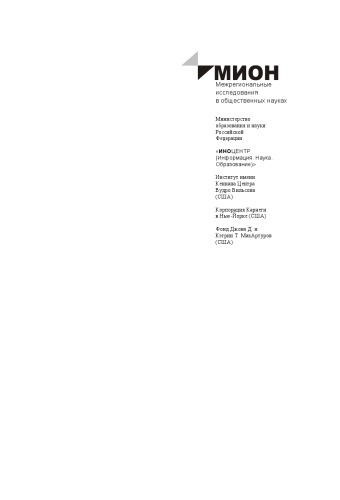 МИОН
Межрегиональные
исследования
в общественных науках
Министерство
образования и науки
Российской
Федерации
«ИНОЦЕНТР
(Информация. Наука.
Образование)»
Институт имени
Кеннана Центра
Вудро Вильсона
(США)
Корпорация Карнеги
в Нью-Йорке (США)
Фонд Джона Д. и
Кэтрин Т. МакАртуров
(США)